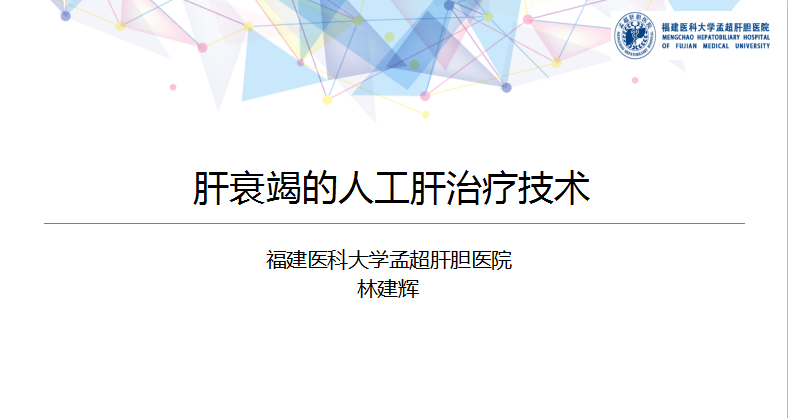 福建医科大学孟超肝胆医院
MENGCHAO HEPATOBILIARY HOSPITAL
OF FUJIAN MEDICAL UNIVERSITY
肝衰竭的人工肝治疗技术
福建医科大学孟超肝胆医院
林建辉